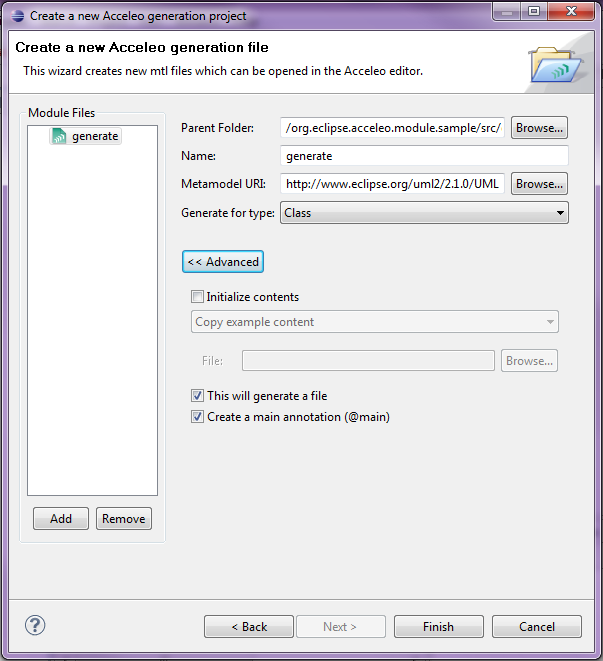 Create a new Acceleo generation project
Create a new Acceleo generation file
This wizard creates new mtl files which can be opened in the Acceleo editor.
Module Files
generate
Add
Remove
Parent Folder:
/org.eclipse.acceleo.module.sample/src/
Browse...
Name:
generate
Metamodel URI:
http://www.eclipse.org/uml2/2.1.0/UML
Browse...
Generate for type:
Class
<< Advanced
Initialize contents
Copy example content
File:
Browse...
This will generate a file
Create a main annotation (@main)
?
< Back
Next >
Finish
Cancel